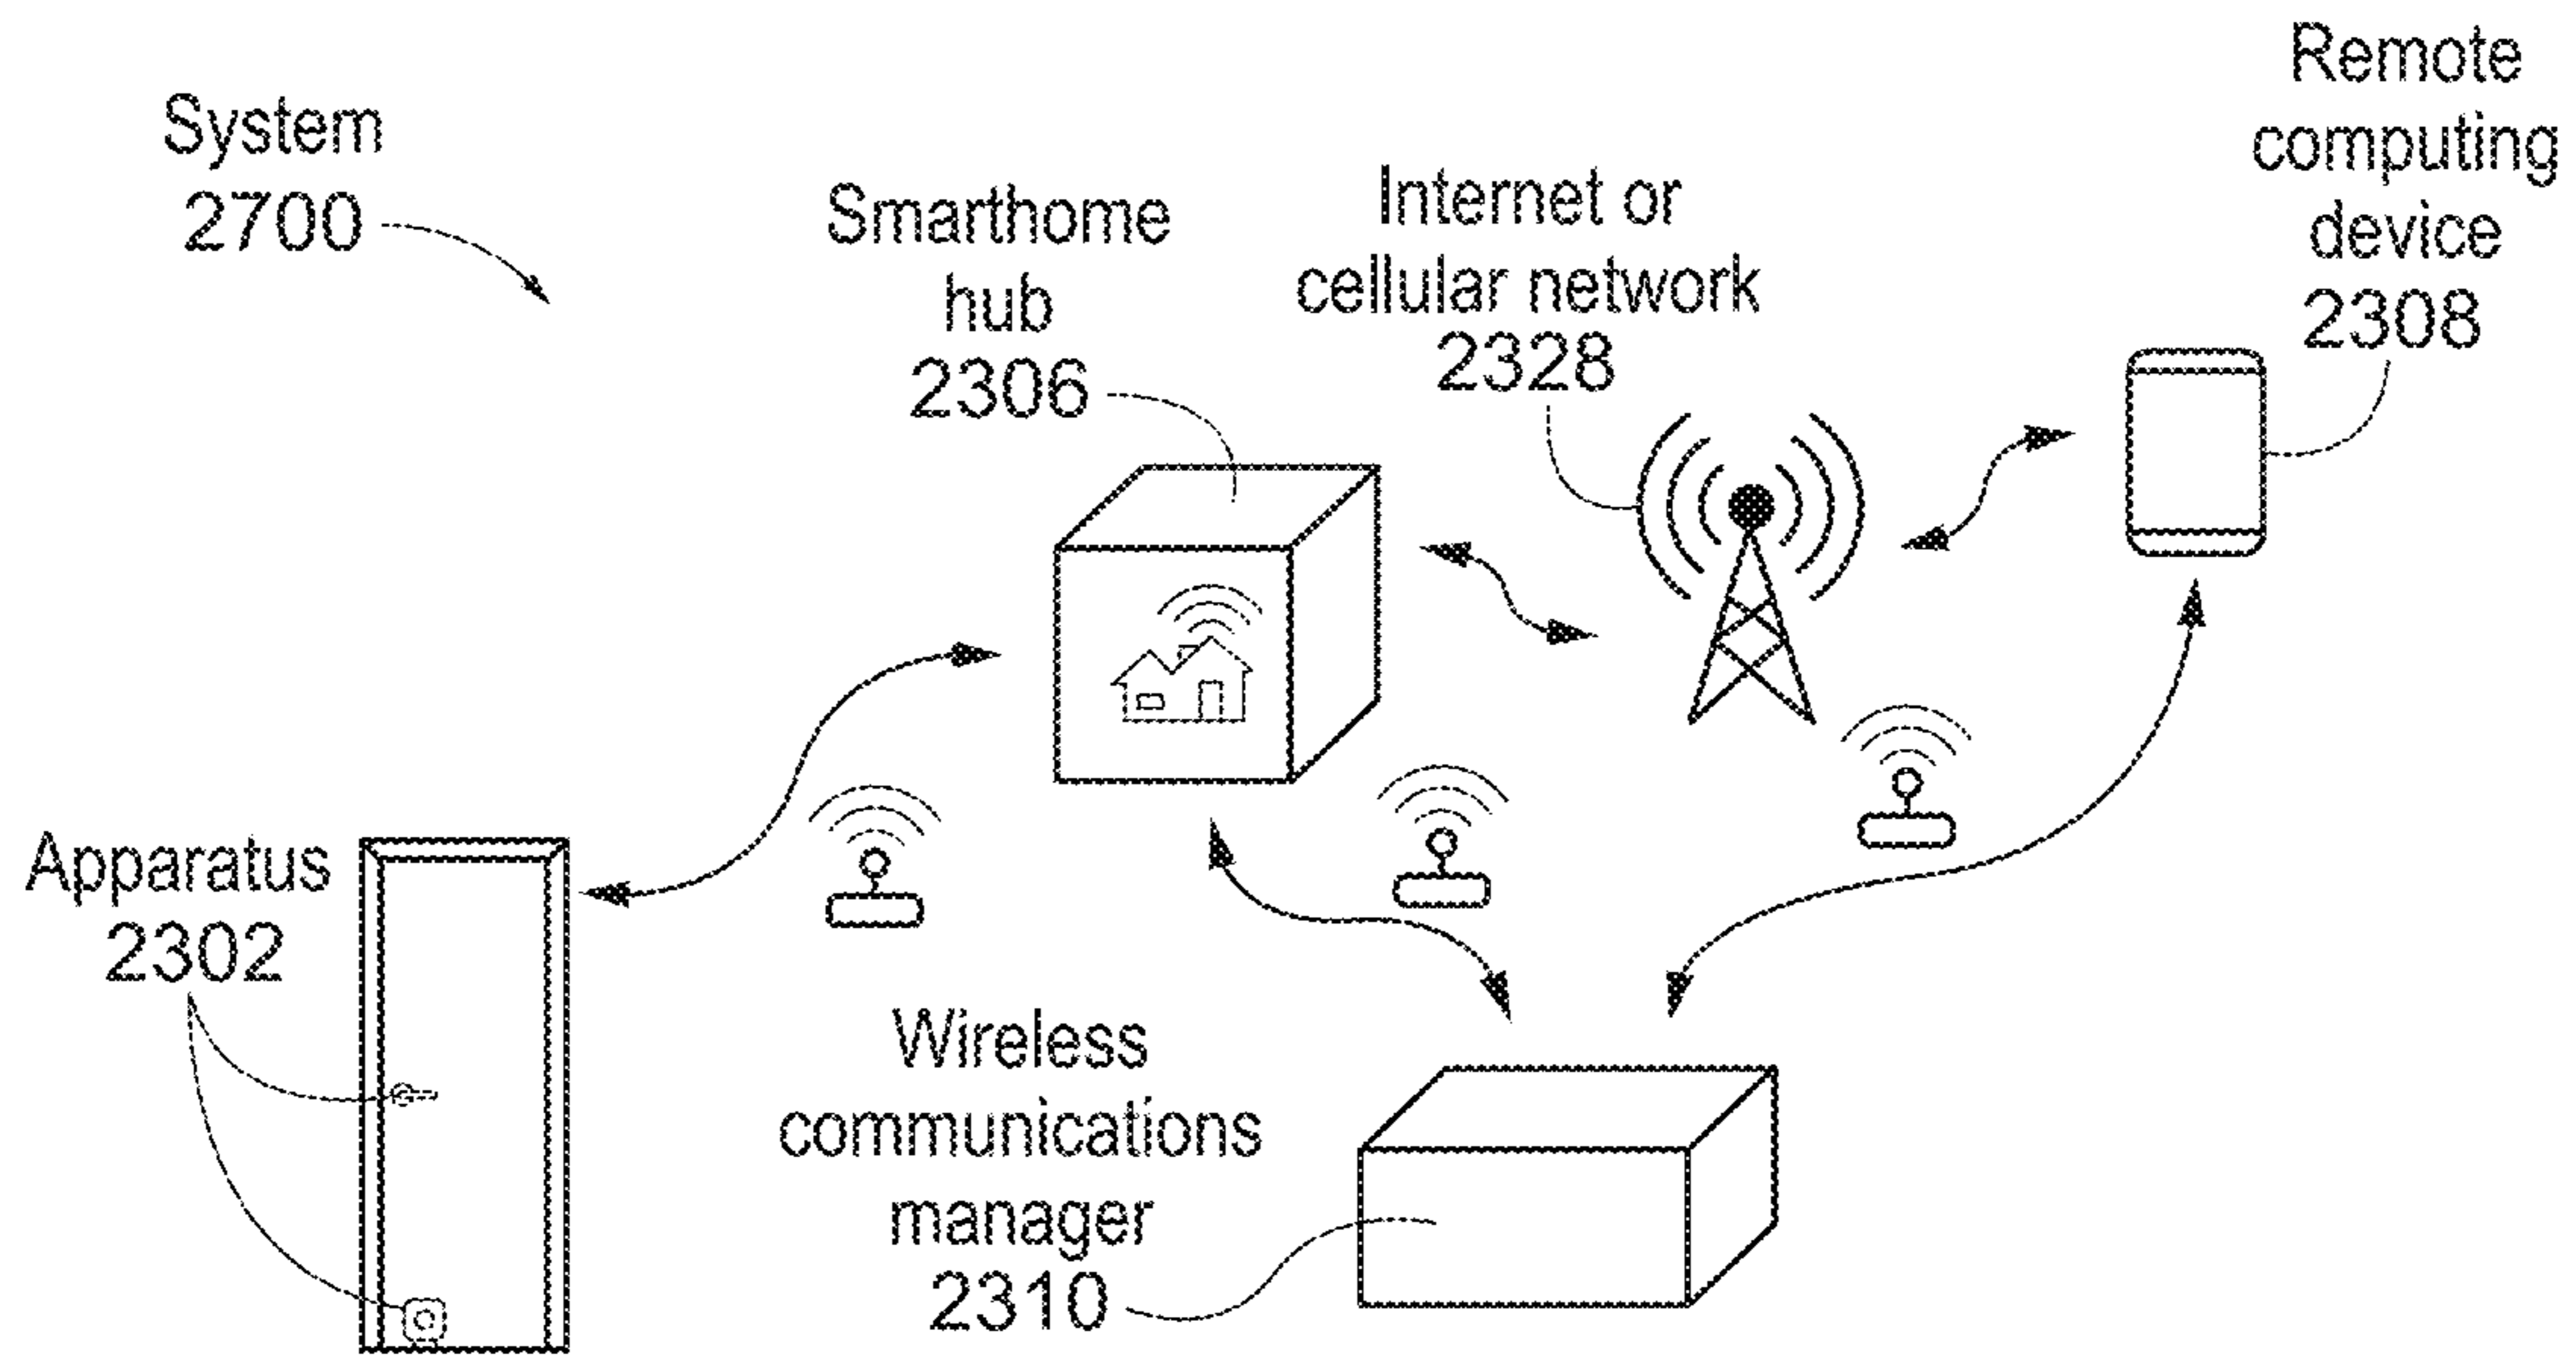 System
2700
Smarthome
hub
2306
Internet or
cellular network
2328
Remote
computing
device
2308
Apparatus
2302
Wireless
communications
manager
2310